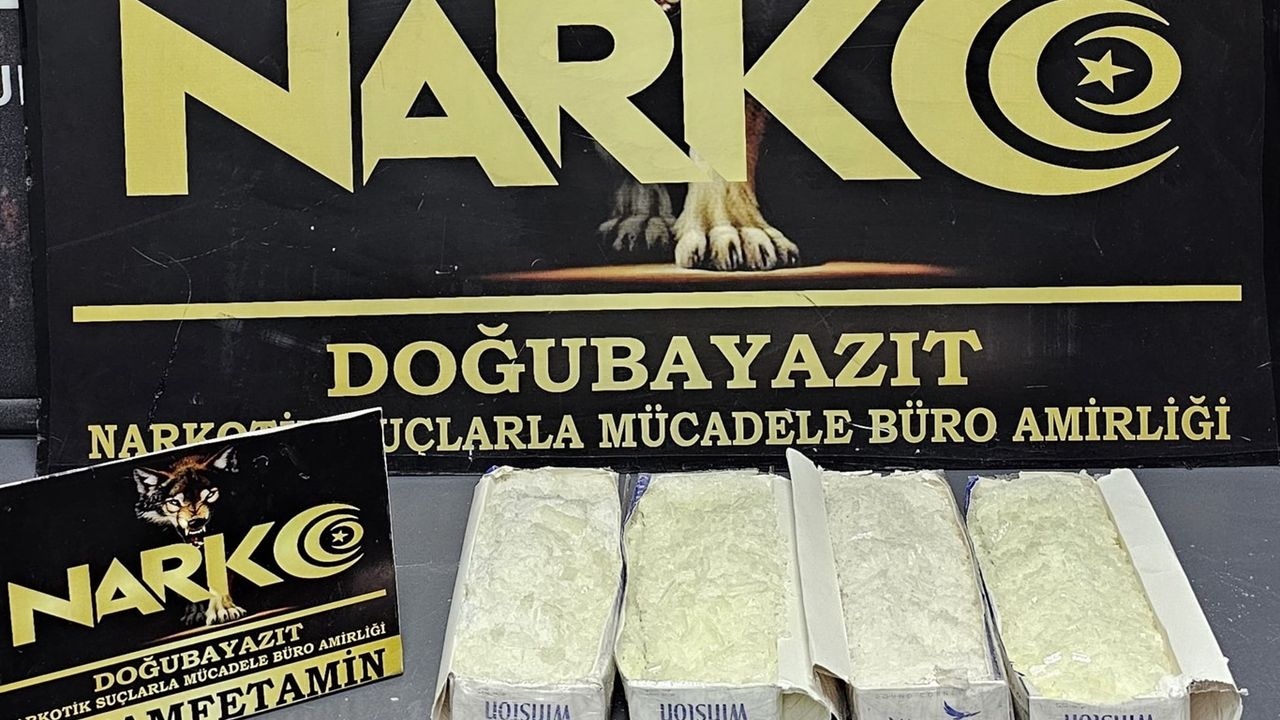 NARKO
DOĞUBAYAZIT
NARKOTİK SUÇLARLA MÜCADELE BÜRO AMİRLİĞİ
NARKO
DOĞUBAYAZIT
NARKOTİK SUÇLARLA MÜCADELE BÜRO AMİRLİĞİ
AMFETAMİN
Winston
Winston
Winston